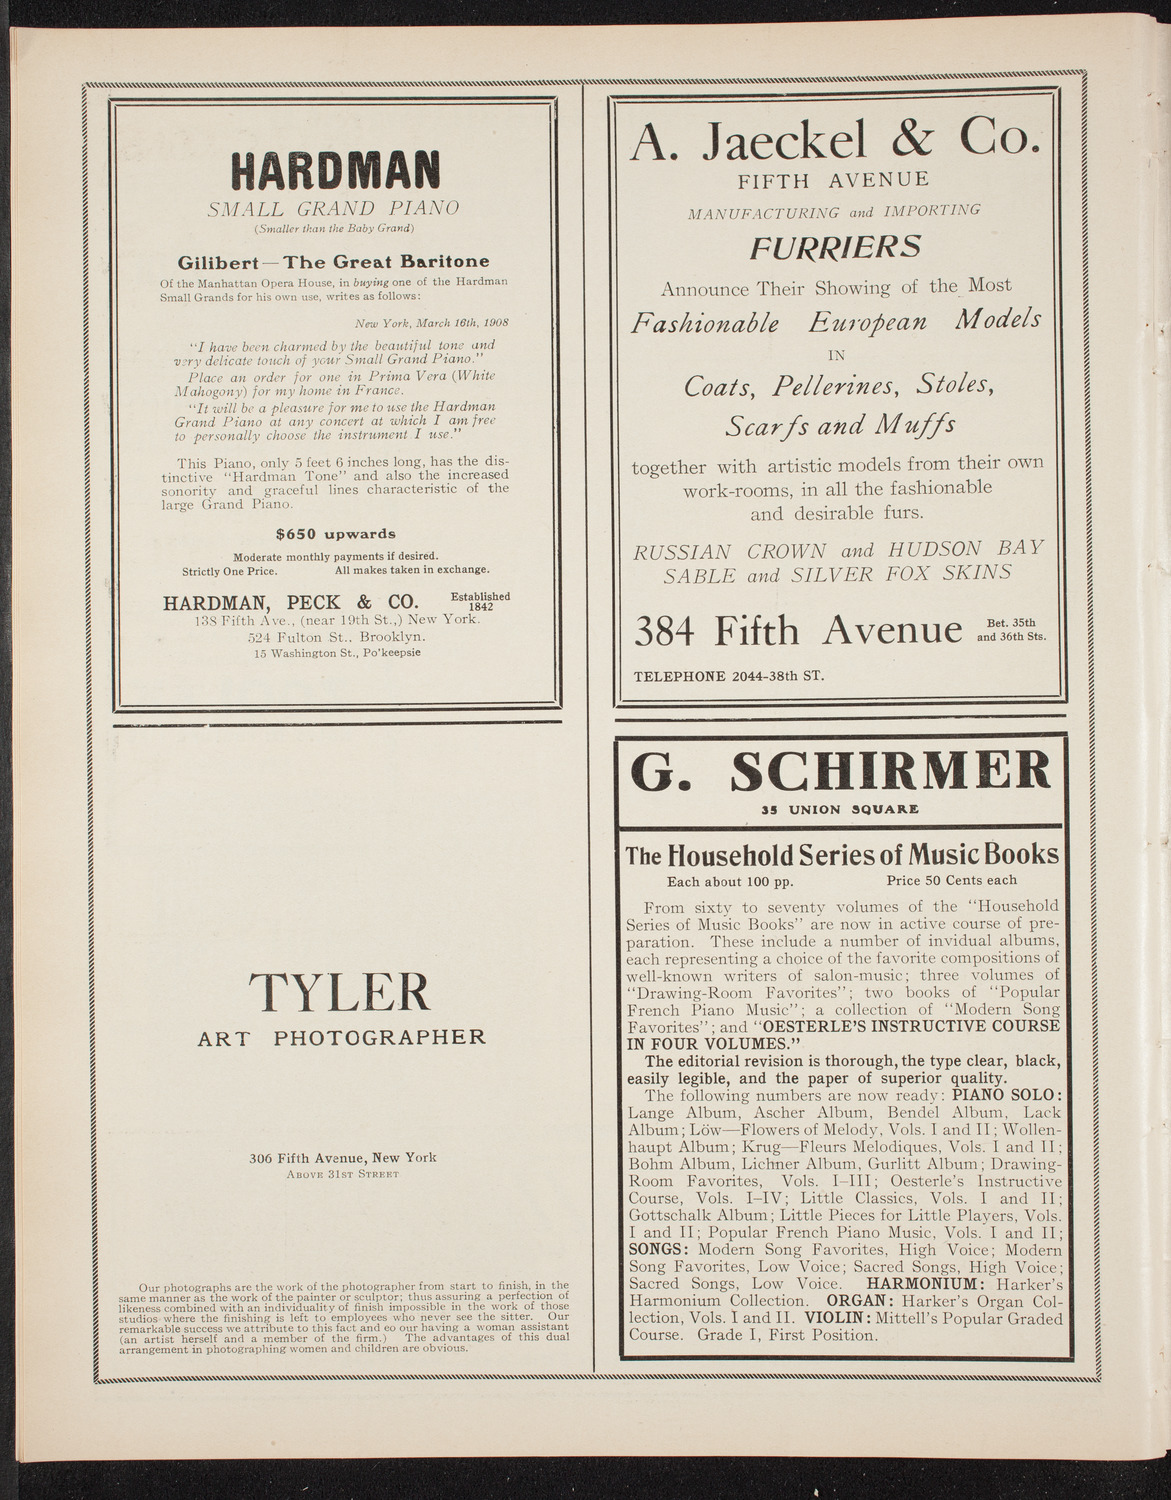 HARDMAN
SMALL GRAND PIANO
(Smaller than the Baby Grand)
Gilibert—The Great Baritone
Of the Manhattan Opera House, in buying one of the Hardman
Small Grands for his own use, writes as follows:
New York, March 16th, 1908
"I have been charmed by the beautiful tone and
very delicate touch of your Small Grand Piano."
Place an order for one in Prima Vera (White
Mahogony) for my home in France.
"It will be a pleasure for me to use the Hardman
Grand Piano at any concert at which I am free
to personally choose the instrument I use."
This Piano, only 5 feet 6 inches long, has the dis-
tinctive "Hardman Tone" and also the increased
sonority and graceful lines characteristic of the
large Grand Piano.
$650 upwards
Moderate monthly payments if desired.
Strictly One Price. All makes taken in exchange.
HARDMAN, PECK & CO. Established
1842
138 Fifth Ave., (near 19th St.,) New York.
524 Fulton St.. Brooklyn.
15 Washington St., Po'keepsie
TYLER
ART PHOTOGRAPHER
306 Fifth Avenue, New York
ABOVE 31ST STREET
Our photographs are the work of the photographer from start to finish, in the
same manner as the work of the painter or sculptor; thus assuring a perfection of
likeness combined with an individuality of finish impossible in the work of those
studios where the finishing is left to employees who never see the sitter. Our
remarkable success we attribute to this fact and eo our having a woman assistant
(an artist herself and a member of the firm.) The advantages of this dual
arrangement in photographing women and children are obvious.
A. Jaeckel & Co.
FIFTH AVENUE
MANUFACTURING and IMPORTING
FURRIERS
Announce Their Showing of the Most
Fashionable European Models
IN
Coats, Pellerines, Stoles,
Scarfs and Muffs
together with artistic models from their own
work-rooms, in all the fashionable
and desirable furs.
RUSSIAN CROWN and HUDSON BAY
SABLE and SILVER FOX SKINS
384 Fifth Avenue Bet. 35th
and 36th Sts.
TELEPHONE 2044-38th ST.
G. SCHIRMER
35 UNION SQUARE
The Household Series of Music Books
Each about 100 pp. Price 50 Cents each
From sixty to seventy volumes of the "Household
Series of Music Books" are now in active course of pre-
paration. These include a number of invidual albums,
each representing a choice of the favorite compositions of
well-known writers of salon-music; three volumes of
"Drawing-Room Favorites"; two books of "Popular
French Piano Music"; a collection of "Modern Song
Favorites"; and "OESTERLE'S INSTRUCTIVE COURSE
IN FOUR VOLUMES."
The editorial revision is thorough, the type clear, black,
easily legible, and the paper of superior quality.
The following numbers are now ready: PIANO SOLO:
Lange Album, Ascher Album, Bendel Album, Lack
Album; Löw—Flowers of Melody, Vols. I and II; Wollen-
haupt Album; Krug—Fleurs Melodiques, Vols. I and II;
Bohm Album, Lichner Album, Gurlitt Album; Drawing-
Room Favorites, Vols. I–III; Oesterle's Instructive
Course, Vols. I–IV; Little Classics, Vols. I and II;
Gottschalk Album; Little Pieces for Little Players, Vols.
I and II; Popular French Piano Music, Vols. I and II;
SONGS: Modern Song Favorites, High Voice; Modern
Song Favorites, Low Voice; Sacred Songs, High Voice;
Sacred Songs, Low Voice. HARMONIUM: Harker's
Harmonium Collection. ORGAN: Harker's Organ Col-
lection, Vols. I and II. VIOLIN: Mittell's Popular Graded
Course. Grade I, First Position.